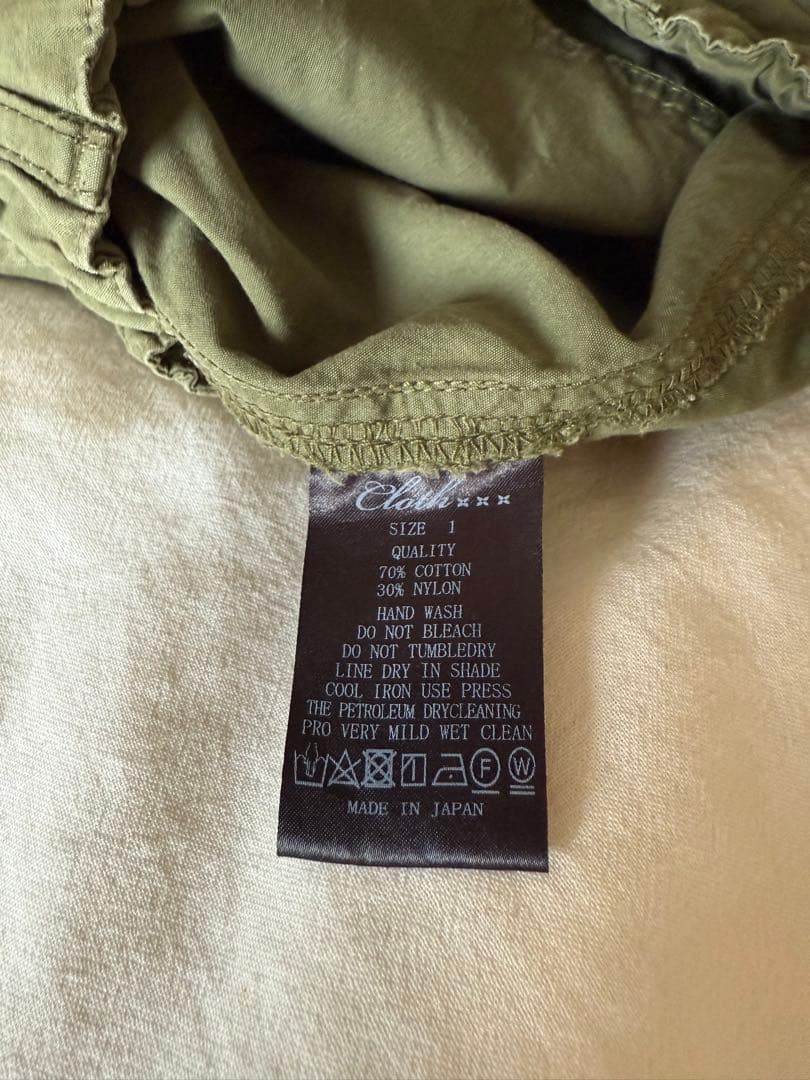 Cloth×××
SIZE 1
QUALITY
70% COTTON
30% NYLON
HAND WASH
DO NOT BLEACH
DO NOT TUMBLEDRY
LINE DRY IN SHADE
COOL IRON USE PRESS
THE PETROLEUM DRYCLEANING
PRO VERY MILD WET CLEAN
F W
MADE IN JAPAN